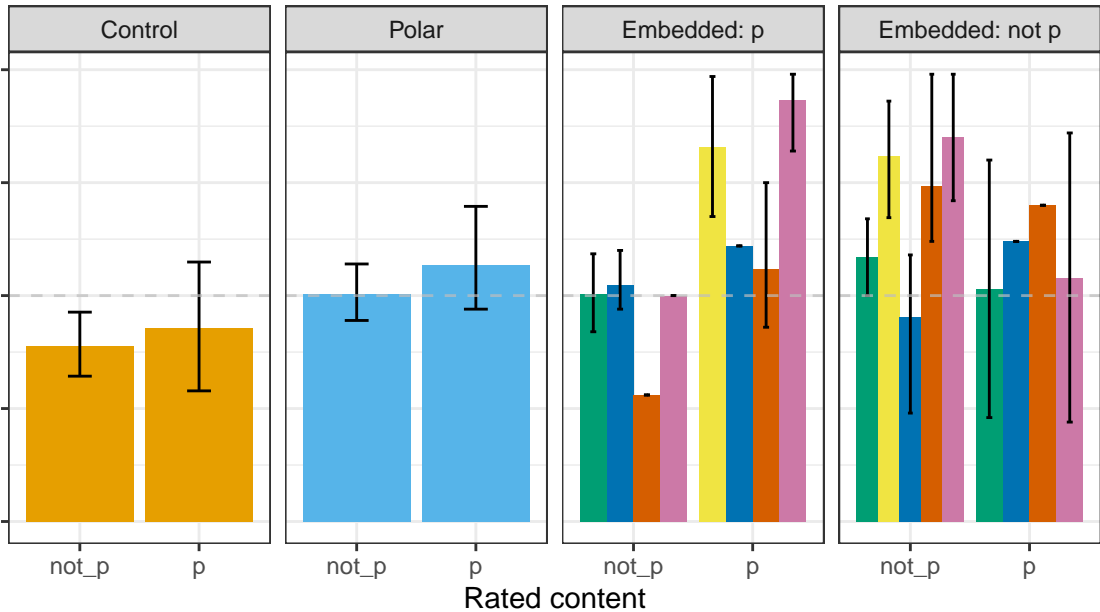 Control
Polar
Embedded: p
Embedded: not p
not_p
p
not_p
p
not_p
p
not_p
p
Rated content